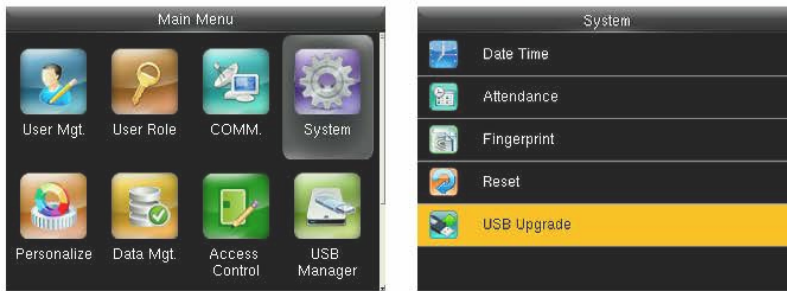 Main Menu
User Mgt.
User Role
COMM.
System
Personalize
Data Mgt.
Access
Control
USB
Manager
System
Date Time
Attendance
Fingerprint
Reset
USB Upgrade